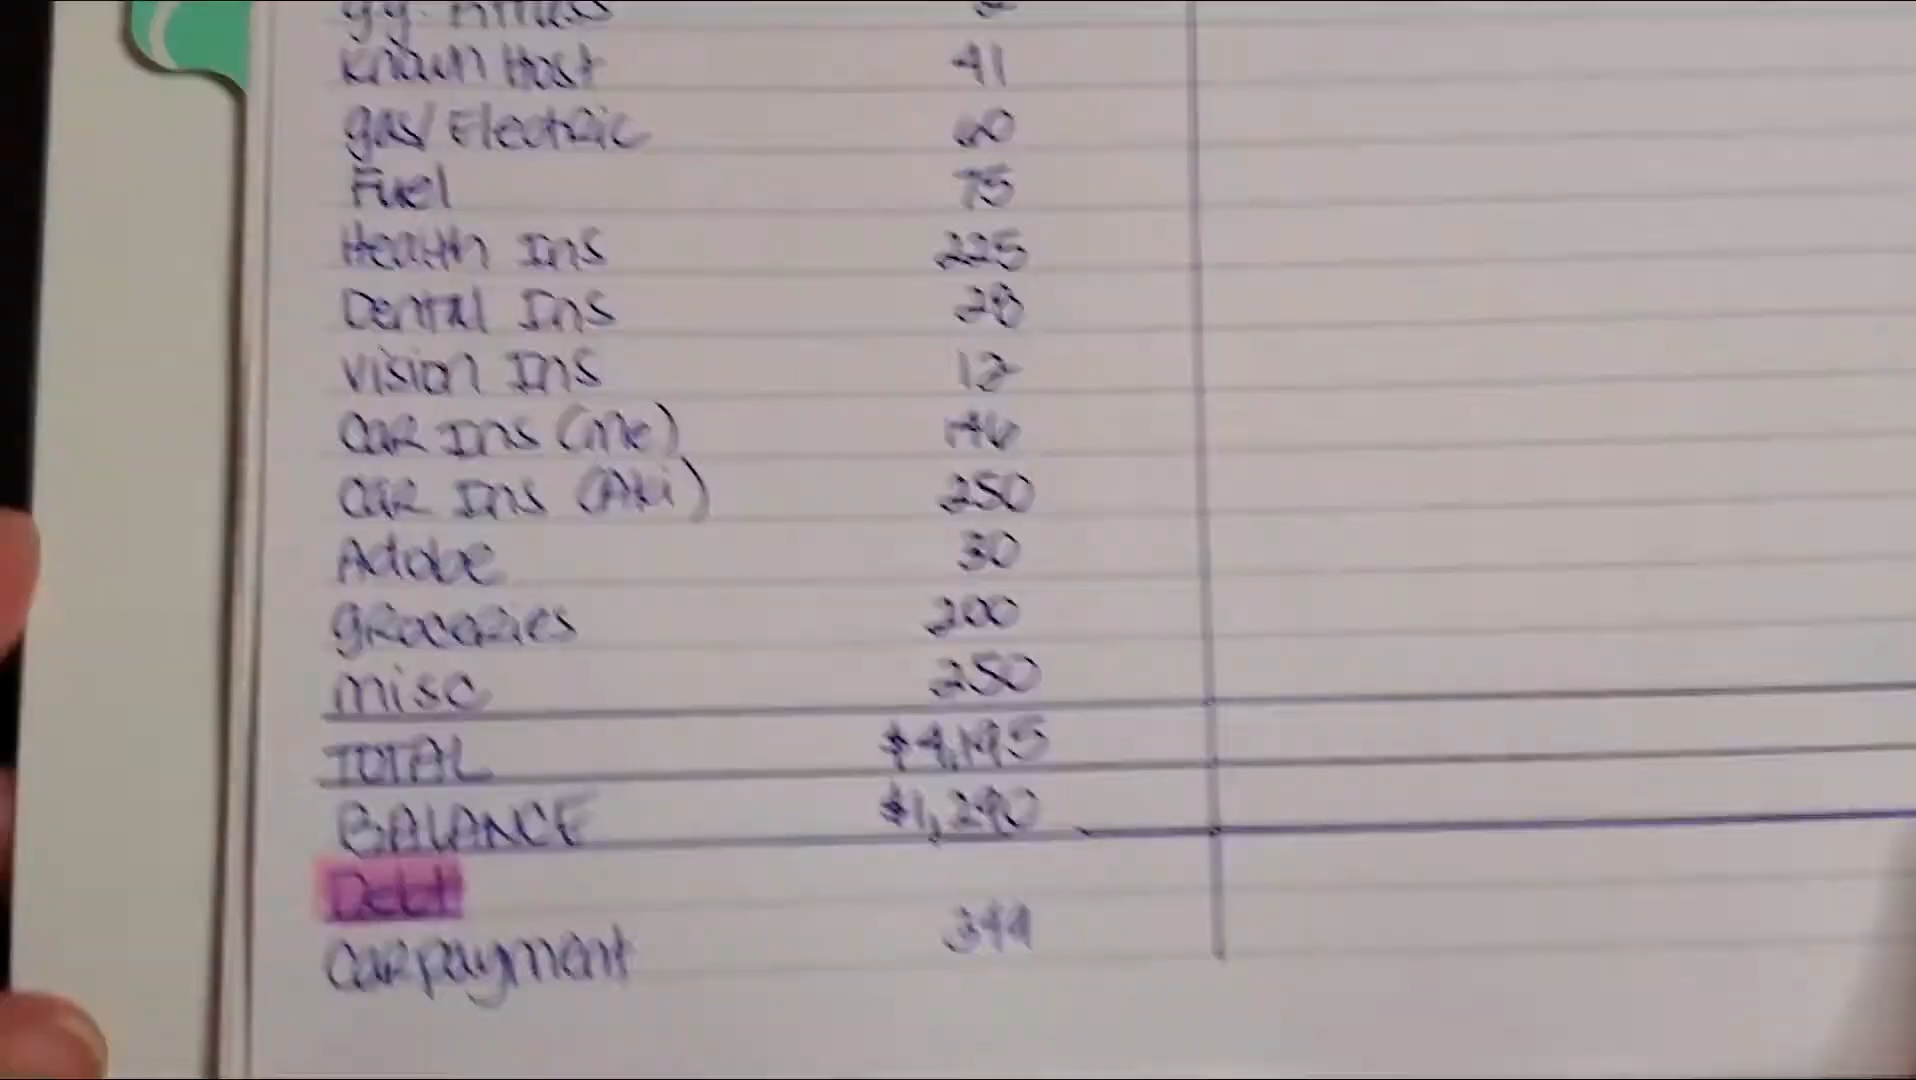 Known Host 41
gas/Electric 60
Fuel 75
Health Ins 225
Dental Ins 28
Vision Ins 12
Car Ins (me) 146
Car Ins (Aki) 250
Adobe 30
groceries 200
misc 250
TOTAL $4,195
BALANCE $1,290
Debt
Car payment